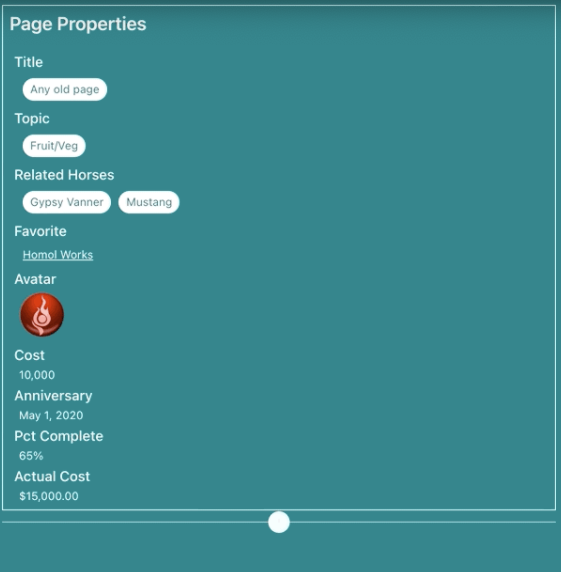 Page Properties
Title
Any old page
Topic
Fruit/Veg
Related Horses
Gypsy Vanner Mustang
Favorite
Homol Works
Avatar
Cost
10,000
Anniversary
May 1, 2020
Pct Complete
65%
Actual Cost
$15,000.00